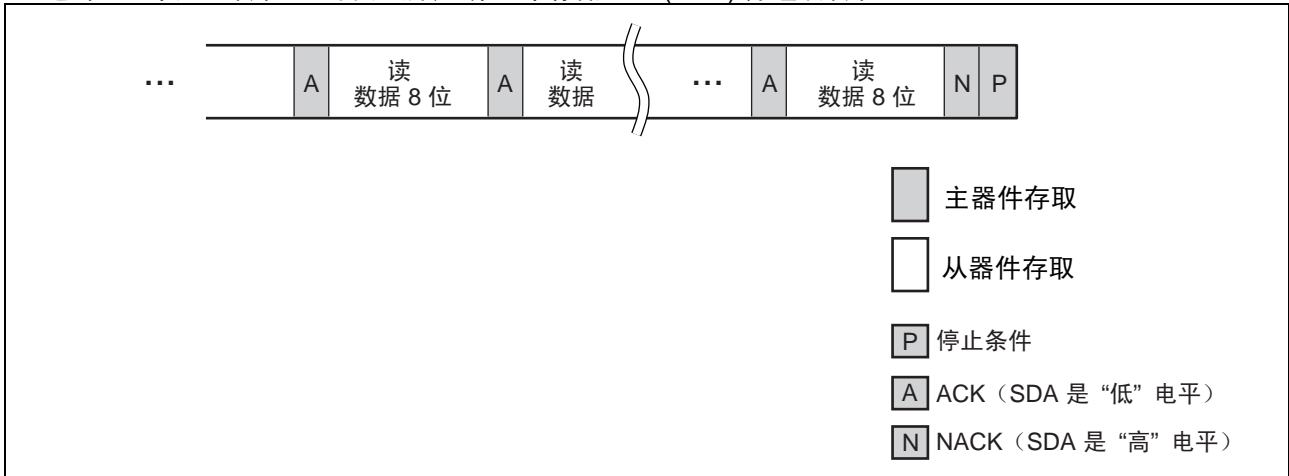 ... A 读 A 读 ... A 读 N P
数据 8 位 数据 数据 8 位
主器件存取
从器件存取
P 停止条件
A ACK（SDA 是 “低” 电平）
N NACK（SDA 是 “高” 电平）